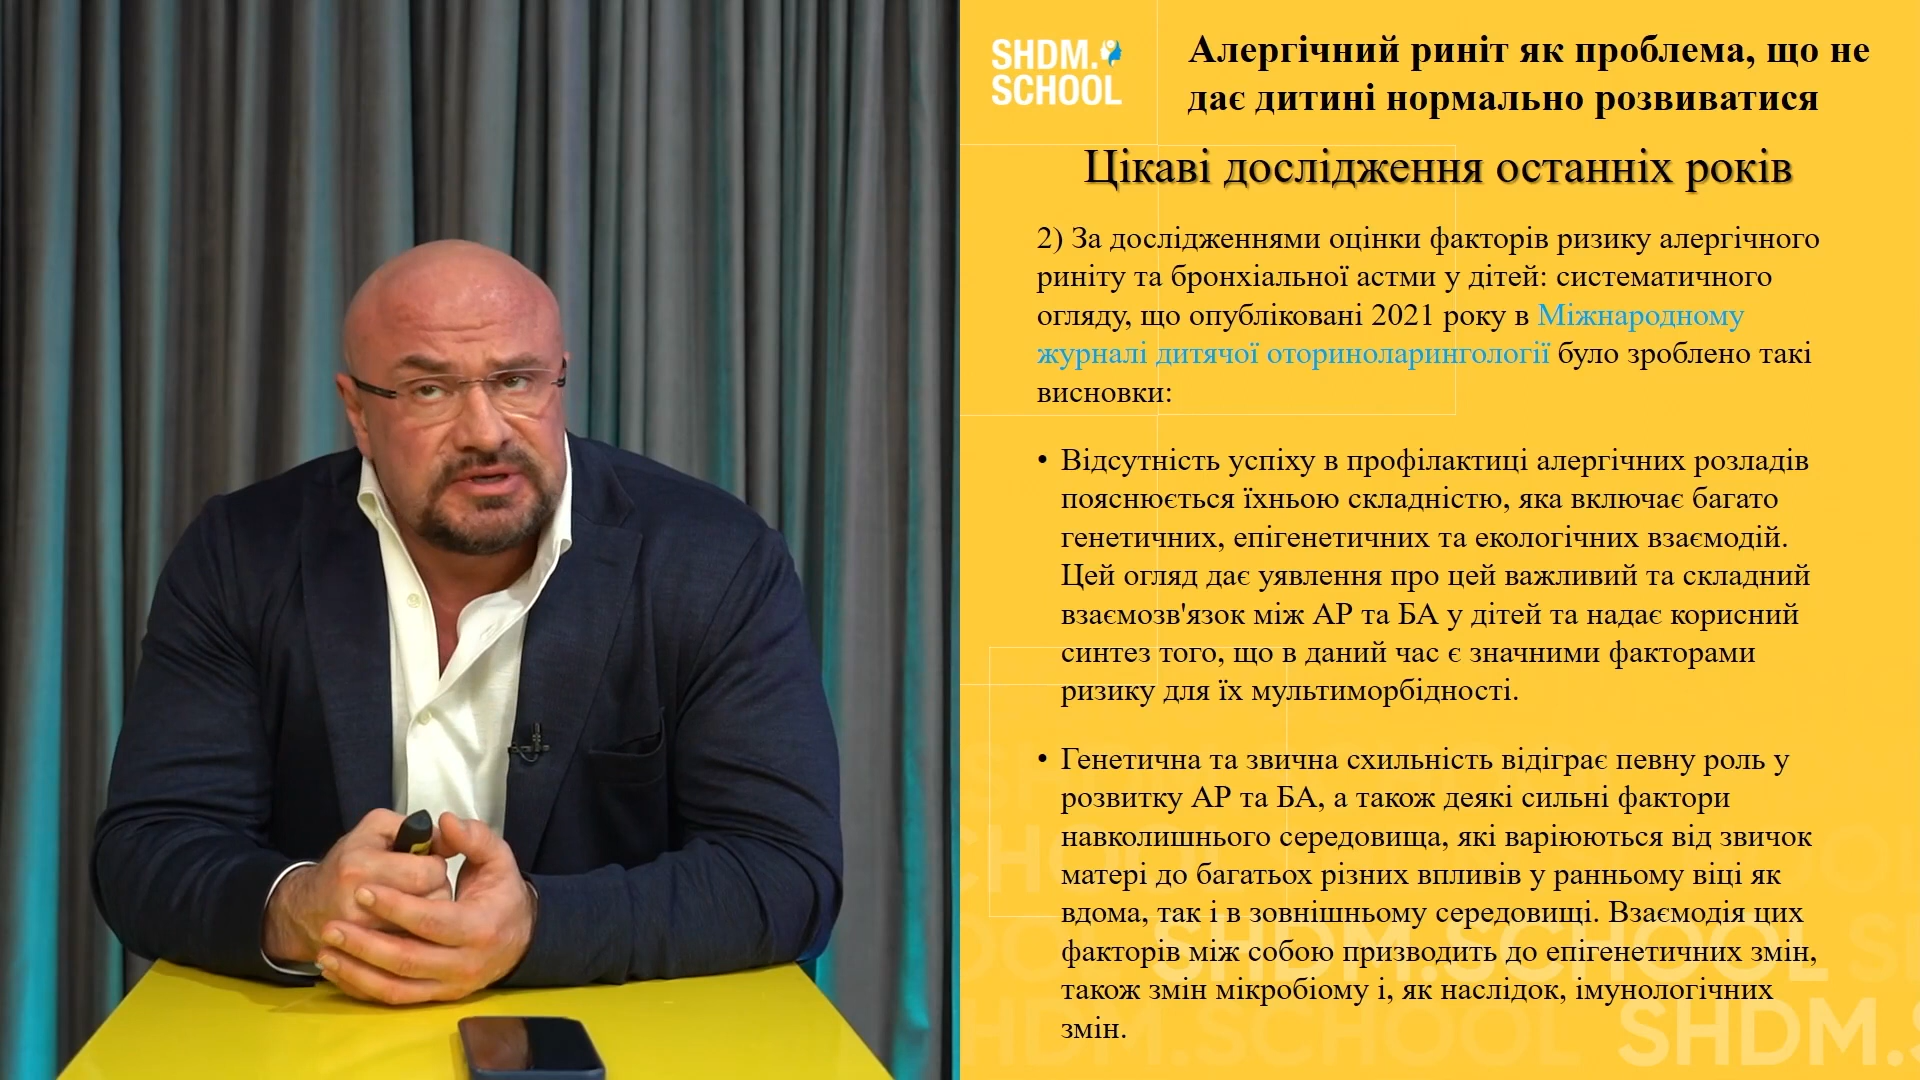 SHDM.
SCHOOL
Алергічний риніт як проблема, що не
дає дитині нормально розвиватися
Цікаві дослідження останніх років
2) За дослідженнями оцінки факторів ризику алергічного
риніту та бронхіальної астми у дітей: систематичного
огляду, що опубліковані 2021 року в Міжнародному
журналі дитячої оториноларингології було зроблено такі
висновки:
• Відсутність успіху в профілактиці алергічних розладів
пояснюється їхньою складністю, яка включає багато
генетичних, епігенетичних та екологічних взаємодій.
Цей огляд дає уявлення про цей важливий та складний
взаємозв'язок між АР та БА у дітей та надає корисний
синтез того, що в даний час є значними факторами
ризику для їх мультиморбідності.
• Генетична та звична схильність відіграє певну роль у
розвитку АР та БА, а також деякі сильні фактори
навколишнього середовища, які варіюються від звичок
матері до багатьох різних впливів у ранньому віці як
вдома, так і в зовнішньому середовищі. Взаємодія цих
факторів між собою призводить до епігенетичних змін,
також змін мікробіому і, як наслідок, імунологічних
змін.
SHDM.SCHOOL
SHDM.SCHOOL
SHDM.S